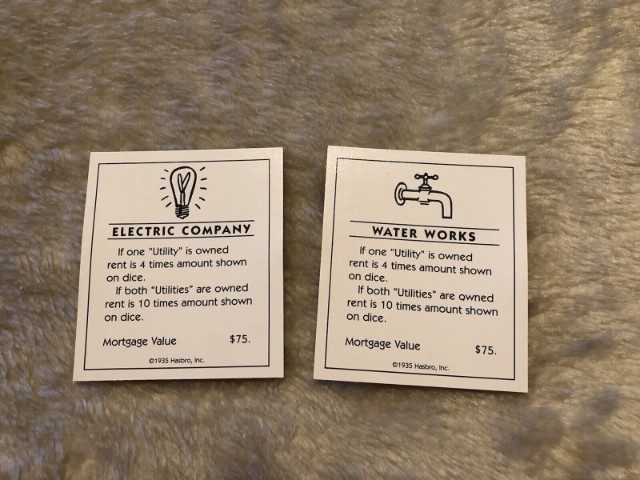 ELECTRIC COMPANY
If one "Utility" is owned
rent is 4 times amount shown
on dice.
If both "Utilities" are owned
rent is 10 times amount shown
on dice.
Mortgage Value $75.
©1935 Hasbro, Inc.
WATER WORKS
If one "Utility" is owned
rent is 4 times amount shown
on dice.
If both "Utilities" are owned
rent is 10 times amount shown
on dice.
Mortgage Value $75.
©1935 Hasbro, Inc.